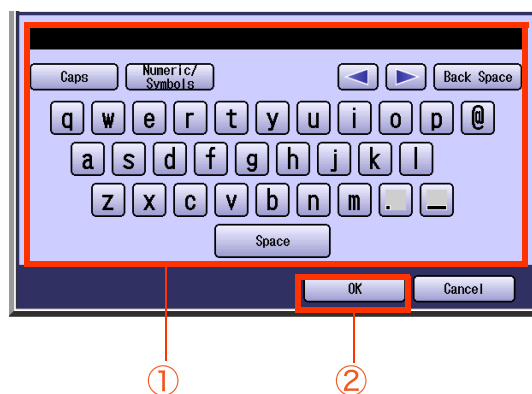 Caps Numeric/ Symbols Back Space
q w e r t y u i o p @
a s d f g h j k l
z x c v b n m . _
Space
OK Cancel
① ②